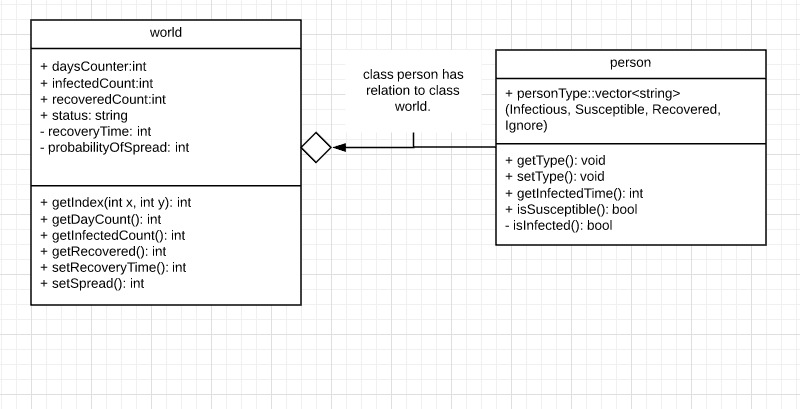 world
+ daysCounter:int
+ infectedCount:int
+ recoveredCount:int
+ status: string
- recoveryTime: int
- probabilityOfSpread: int
+ getIndex(int x, int y): int
+ getDayCount(): int
+ getInfectedCount(): int
+ getRecovered(): int
+ setRecoveryTime(): int
+ setSpread(): int
class person has
relation to class
world.
person
+ personType::vector<string>
(Infectious, Susceptible, Recovered,
Ignore)
+ getType(): void
+ setType(): void
+ getInfectedTime(): int
+ isSusceptible(): bool
- isInfected(): bool